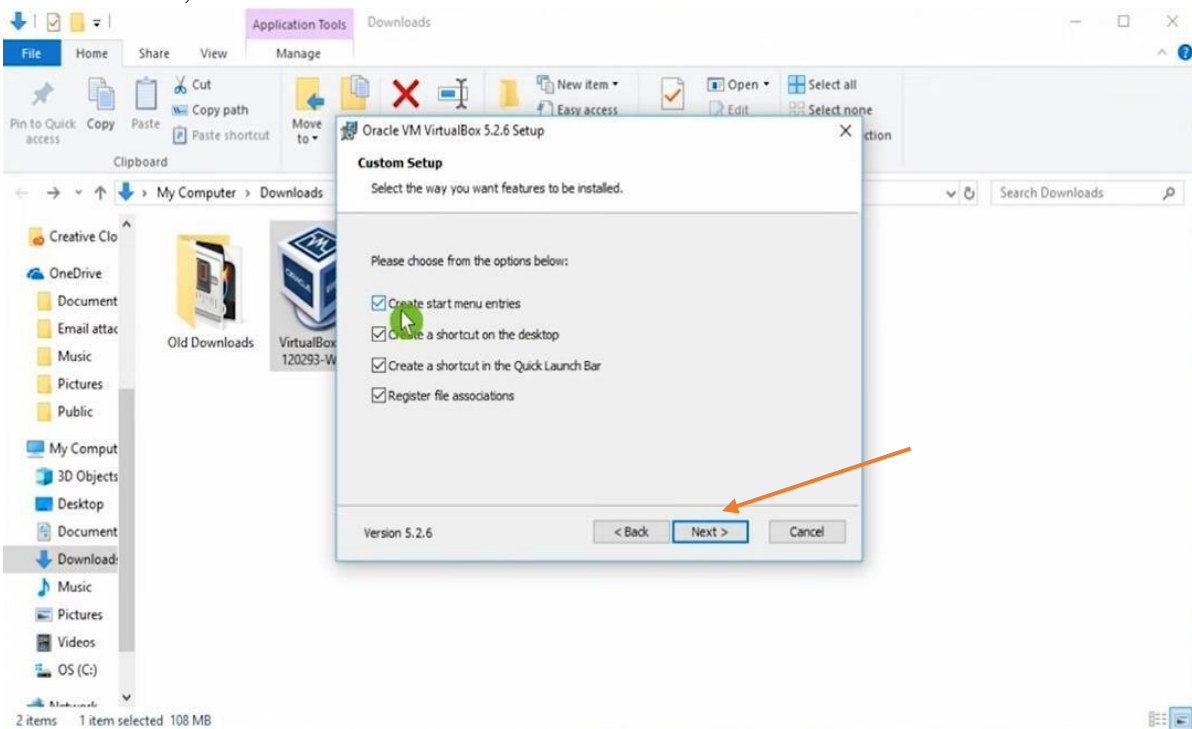 Application Tools
Downloads
File
Home
Share
View
Manage
Pin to Quick access
Copy
Paste
Cut
Copy path
Paste shortcut
Move to
New item
Easy access
Open
Edit
Select all
Select none
Clipboard
My Computer > Downloads
Search Downloads
Creative Clo
OneDrive
Document
Email attac
Music
Pictures
Public
My Comput
3D Objects
Desktop
Document
Download
Music
Pictures
Videos
OS (C:)
Network
Old Downloads
VirtualBox
120293-W
ORACLE
Oracle VM VirtualBox 5.2.6 Setup
Custom Setup
Select the way you want features to be installed.
Please choose from the options below:
Create start menu entries
Create a shortcut on the desktop
Create a shortcut in the Quick Launch Bar
Register file associations
Version 5.2.6
< Back
Next >
Cancel
2 items
1 item selected 108 MB